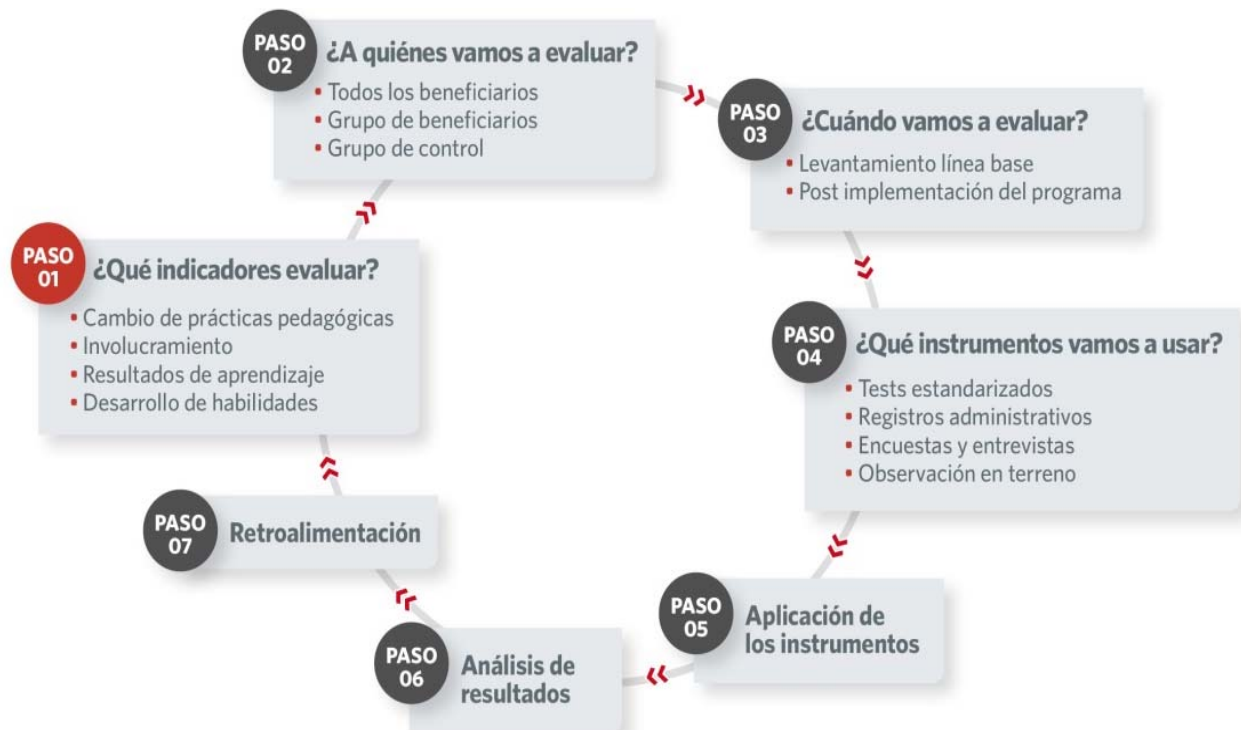 PASO
01
¿Qué indicadores evaluar?
• Cambio de prácticas pedagógicas
• Involucramiento
• Resultados de aprendizaje
• Desarrollo de habilidades
PASO
02
¿A quiénes vamos a evaluar?
• Todos los beneficiarios
• Grupo de beneficiarios
• Grupo de control
PASO
03
¿Cuándo vamos a evaluar?
• Levantamiento línea base
• Post implementación del programa
PASO
04
¿Qué instrumentos vamos a usar?
• Tests estandarizados
• Registros administrativos
• Encuestas y entrevistas
• Observación en terreno
PASO
05
Aplicación de
los instrumentos
PASO
06
Análisis de
resultados
PASO
07
Retroalimentación